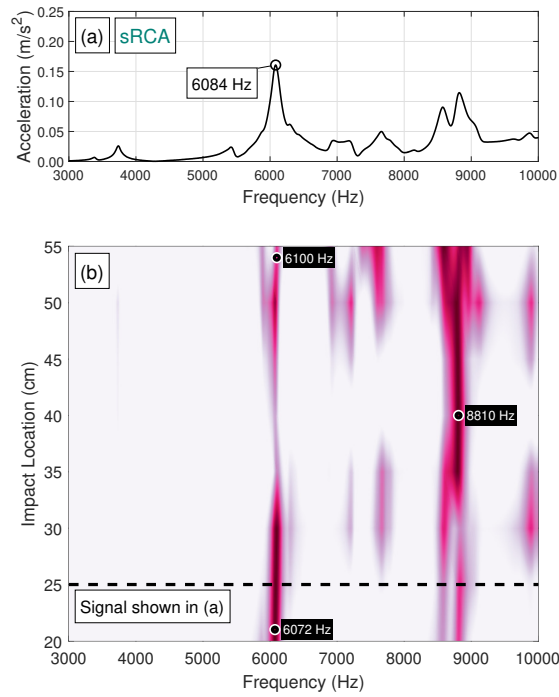 0.25
0.20
0.15
0.10
0.05
0.00
Acceleration (m/s²)
(a) sRCA
6084 Hz
3000 4000 5000 6000 7000 8000 9000 10000
Frequency (Hz)
55
50
45
40
35
30
25
20
Impact Location (cm)
(b)
6100 Hz
8810 Hz
Signal shown in (a)
6072 Hz
3000 4000 5000 6000 7000 8000 9000 10000
Frequency (Hz)